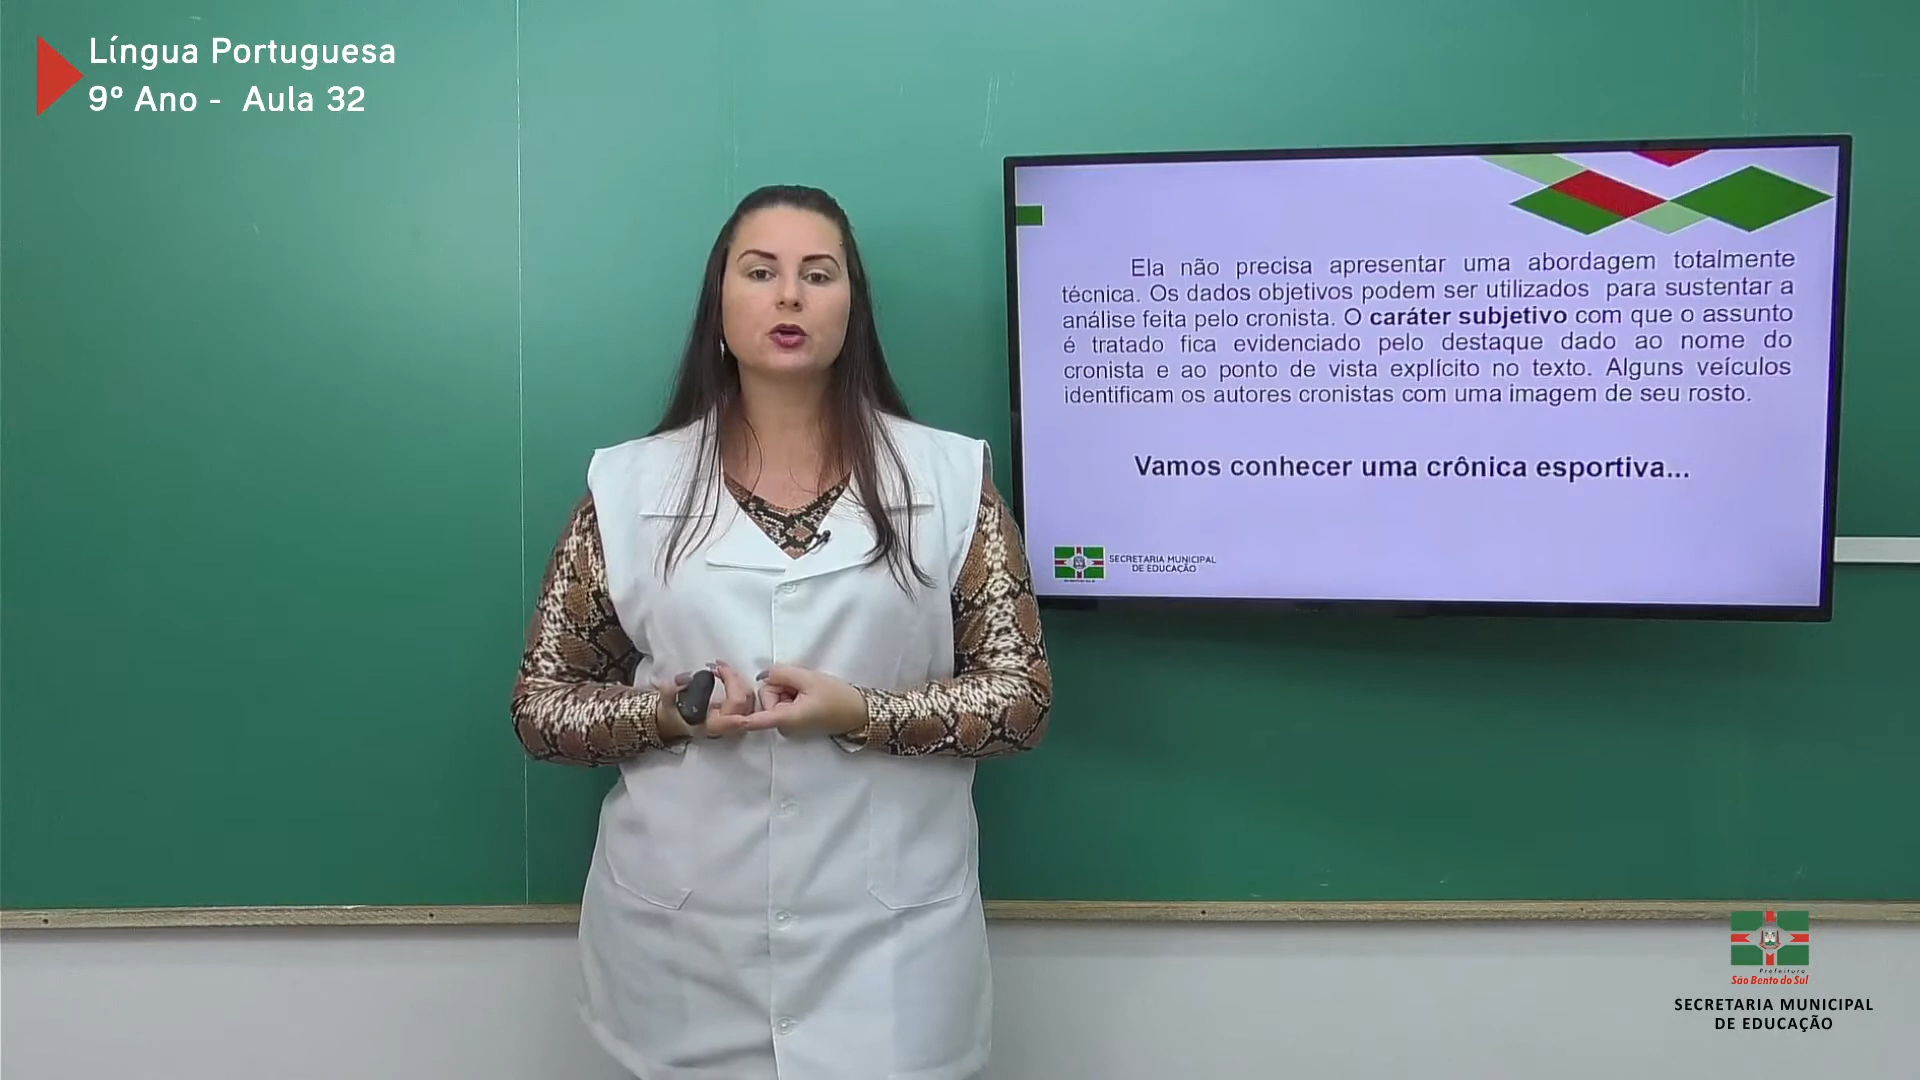 Língua Portuguesa
9º Ano - Aula 32
Ela não precisa apresentar uma abordagem totalmente
técnica. Os dados objetivos podem ser utilizados para sustentar a
análise feita pelo cronista. O caráter subjetivo com que o assunto
é tratado fica evidenciado pelo destaque dado ao nome do
cronista e ao ponto de vista explícito no texto. Alguns veículos
identificam os autores cronistas com uma imagem de seu rosto.
Vamos conhecer uma crônica esportiva...
SECRETARIA MUNICIPAL
DE EDUCAÇÃO
Prefeitura
São Bento do Sul
SECRETARIA MUNICIPAL
DE EDUCAÇÃO